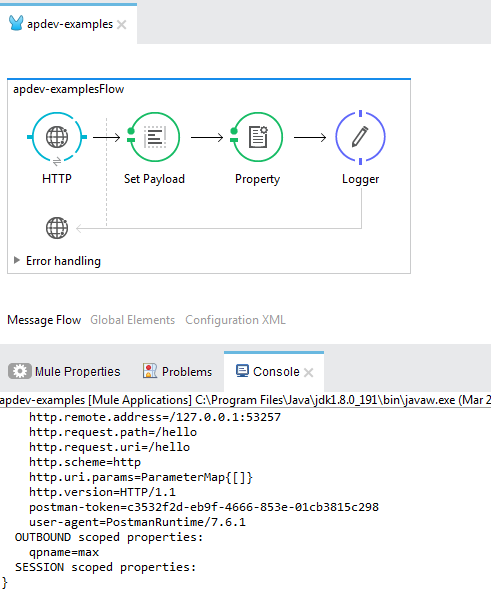 apdev-examples
apdev-examplesFlow
HTTP Set Payload Property Logger
Error handling
Message Flow Global Elements Configuration XML
Mule Properties Problems Console
apdev-examples [Mule Applications] C:\Program Files\Java\jdk1.8.0_191\bin\javaw.exe (Mar 2
http.remote.address=/127.0.0.1:53257
http.request.path=/hello
http.request.uri=/hello
http.scheme=http
http.uri.params=ParameterMap{[]}
http.version=HTTP/1.1
postman-token=c3532f2d-eb9f-4666-853e-01cb3815c298
user-agent=PostmanRuntime/7.6.1
OUTBOUND scoped properties:
qpname=max
SESSION scoped properties:
}